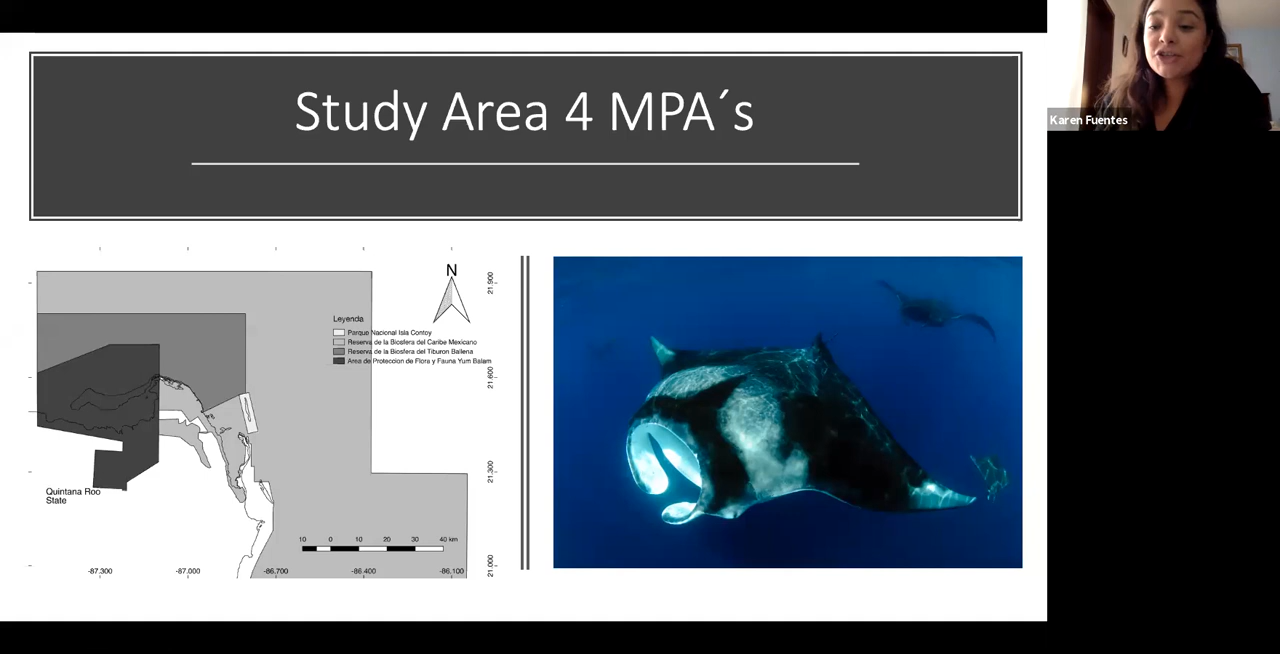 Study Area 4 MPA´s
Karen Fuentes
N
Leyenda
Parque Nacional Isla Contoy
Reserva de la Biosfera del Caribe Mexicano
Reserva de la Biosfera del Tiburon Ballena
Area de Proteccion de Flora y Fauna Yum Balam
21.900
21.600
21.300
21.000
Quintana Roo
State
10 0 10 20 30 40 km
-87.300 -87.000 -86.700 -86.400 -86.100